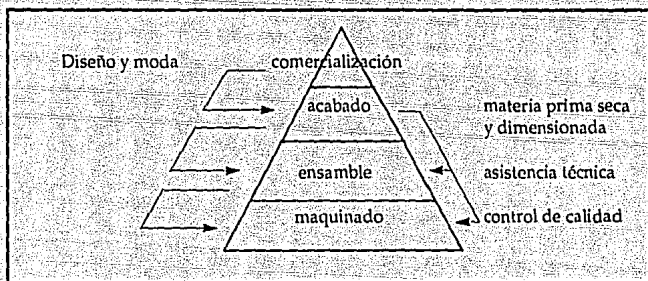 Diseño y moda
comercialización
acabado
materia prima seca
y dimensionada
ensamble
asistencia técnica
maquinado
control de calidad